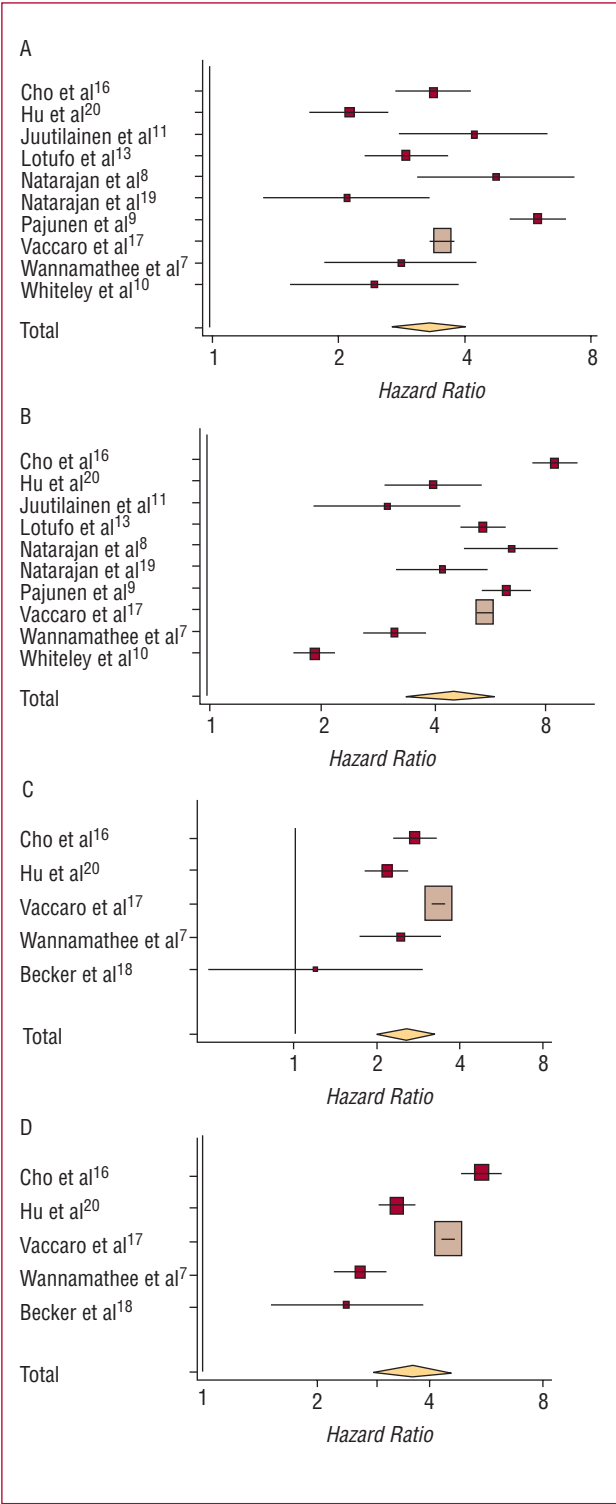 A
Cho et al16
Hu et al20
Juutilainen et al11
Lotufo et al13
Natarajan et al8
Natarajan et al19
Pajunen et al9
Vaccaro et al17
Wannamathee et al7
Whiteley et al10
Total
1 2 4 8
Hazard Ratio
B
Cho et al16
Hu et al20
Juutilainen et al11
Lotufo et al13
Natarajan et al8
Natarajan et al19
Pajunen et al9
Vaccaro et al17
Wannamathee et al7
Whiteley et al10
Total
1 2 4 8
Hazard Ratio
C
Cho et al16
Hu et al20
Vaccaro et al17
Wannamathee et al7
Becker et al18
Total
1 2 4 8
Hazard Ratio
D
Cho et al16
Hu et al20
Vaccaro et al17
Wannamathee et al7
Becker et al18
Total
1 2 4 8
Hazard Ratio